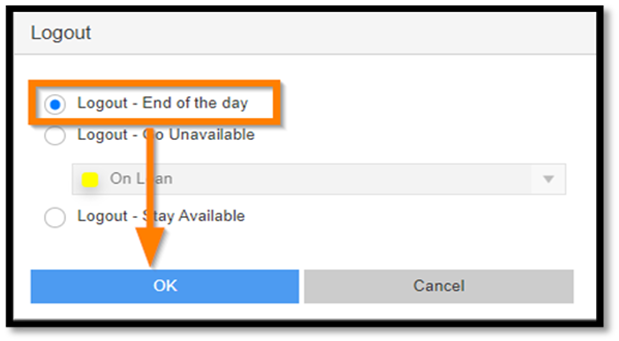 Logout
Logout - End of the day
Logout - Go Unavailable
On Loan
Logout - Stay Available
OK
Cancel